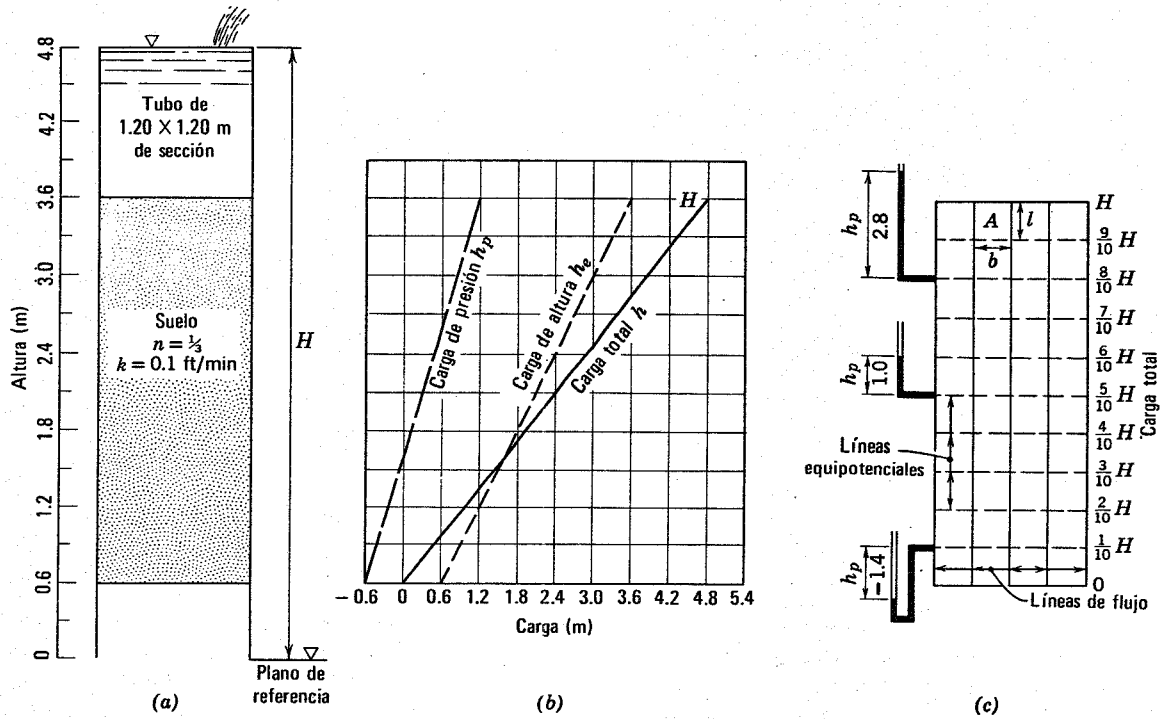 4.8
4.2
3.6
3.0
2.4
1.8
1.2
0.6
0
Altura (m)
Tubo de
1.20 × 1.20 m
de sección
Suelo
n = ⅓
k = 0.1 ft/min
H
Plano de
referencia
(a)
H
Carga de presión hp
Carga de altura he
Carga total h
−0.6 0 0.6 1.2 1.8 2.4 3.0 3.6 4.2 4.8 5.4
Carga (m)
(b)
hp
2.8
hp
1.0
hp
−1.4
A
l
b
Líneas
equipotenciales
Líneas de flujo
H
9/10 H
8/10 H
7/10 H
6/10 H
5/10 H
4/10 H
3/10 H
2/10 H
1/10 H
0
Carga total
(c)